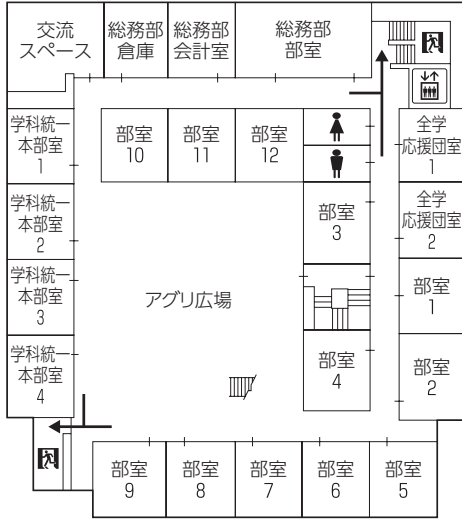 交流
スペース
総務部
倉庫
総務部
会計室
総務部
部室
学科統一
本部室
1
部室
10
部室
11
部室
12
全学
応援団室
1
学科統一
本部室
2
部室
3
全学
応援団室
2
学科統一
本部室
3
アグリ広場
部室
1
学科統一
本部室
4
部室
4
部室
2
部室
9
部室
8
部室
7
部室
6
部室
5